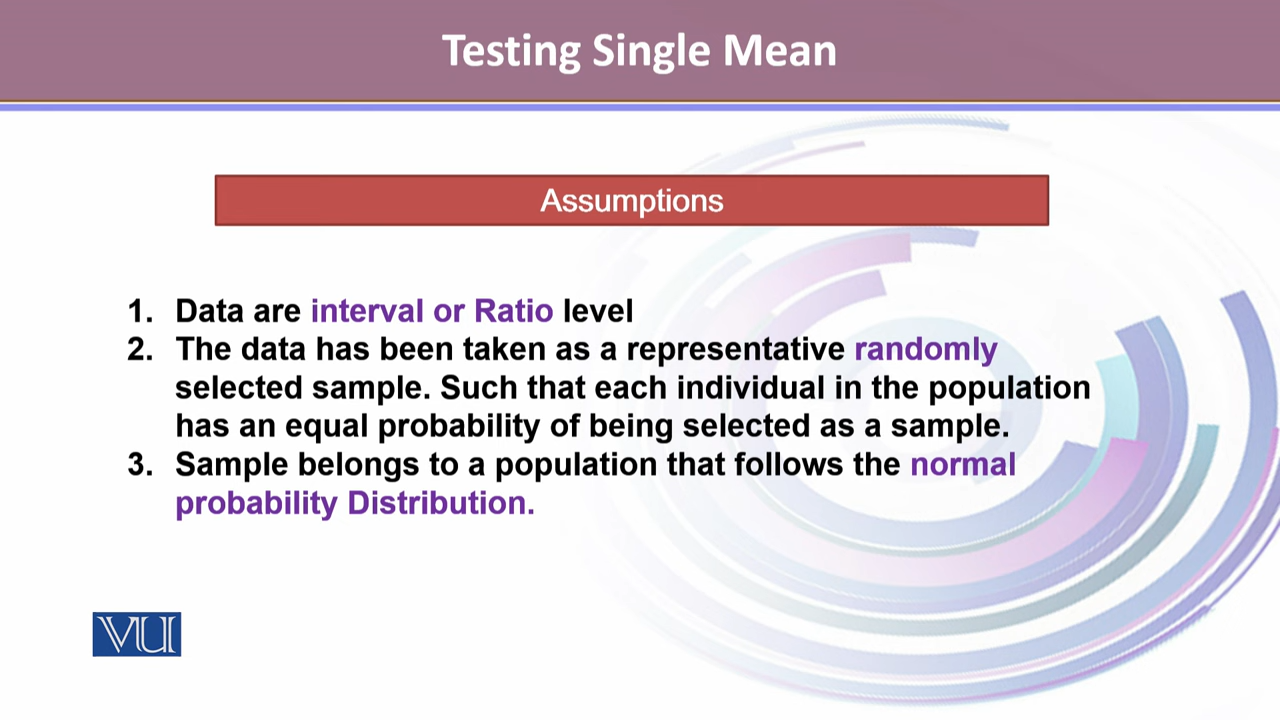 Testing Single Mean
Assumptions
1. Data are interval or Ratio level
2. The data has been taken as a representative randomly
selected sample. Such that each individual in the population
has an equal probability of being selected as a sample.
3. Sample belongs to a population that follows the normal
probability Distribution.
VU